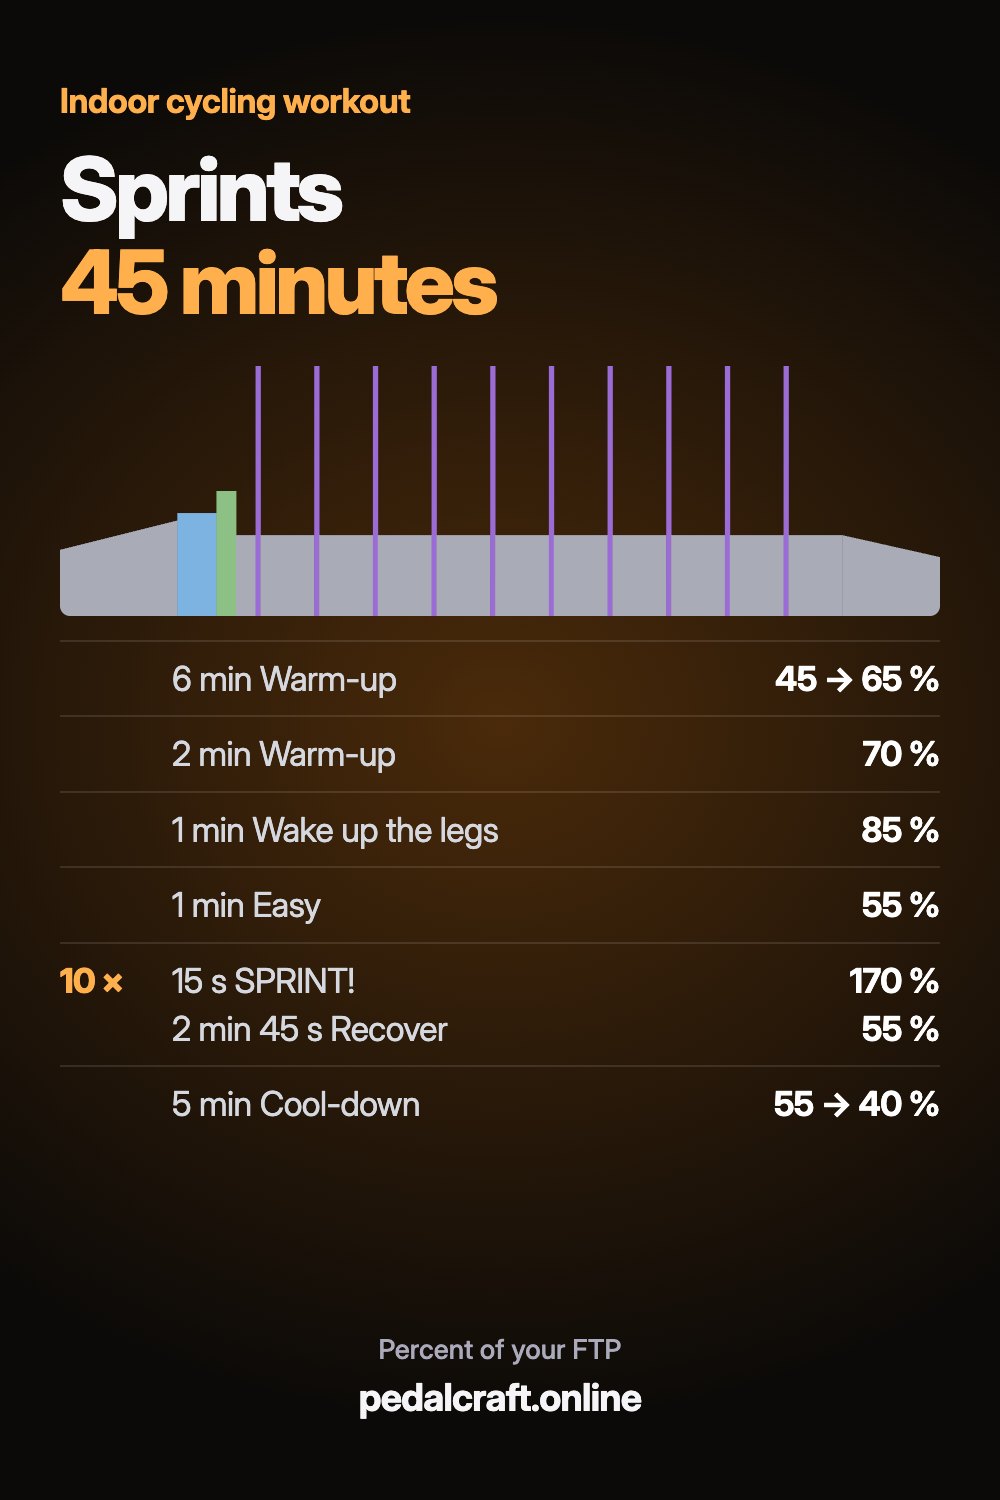 Indoor cycling workout
Sprints
45 minutes
6 min Warm-up 45 → 65 %
2 min Warm-up 70 %
1 min Wake up the legs 85 %
1 min Easy 55 %
10 × 15 s SPRINT! 170 %
2 min 45 s Recover 55 %
5 min Cool-down 55 → 40 %
Percent of your FTP
pedalcraft.online